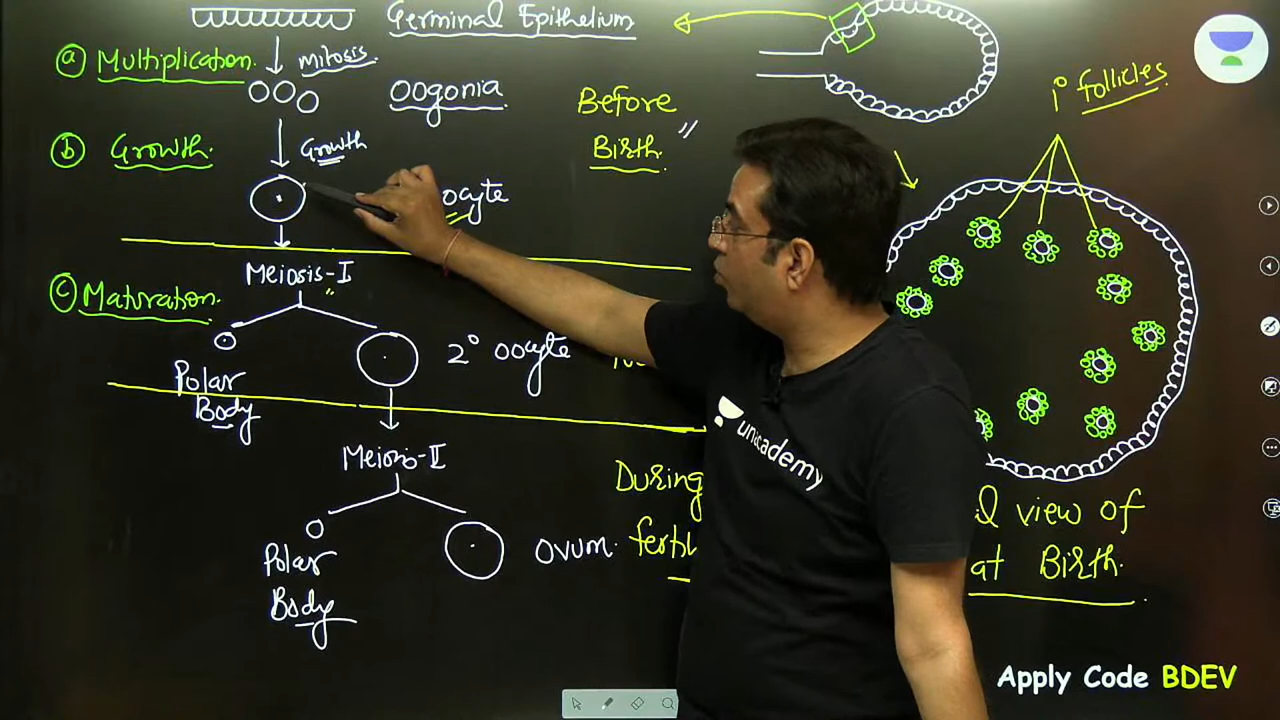 Germinal Epithelium
ⓐ Multiplication. mitosis.
Oogonia
Before
Birth.
1° follicles
ⓑ Growth. Growth
oocyte
Meiosis-I
ⓒ Maturation.
2° oocyte
Polar
Body
Meiosis-II
During
Polar
Body
Ovum.
view of
at Birth.
unacademy
Apply Code BDEV